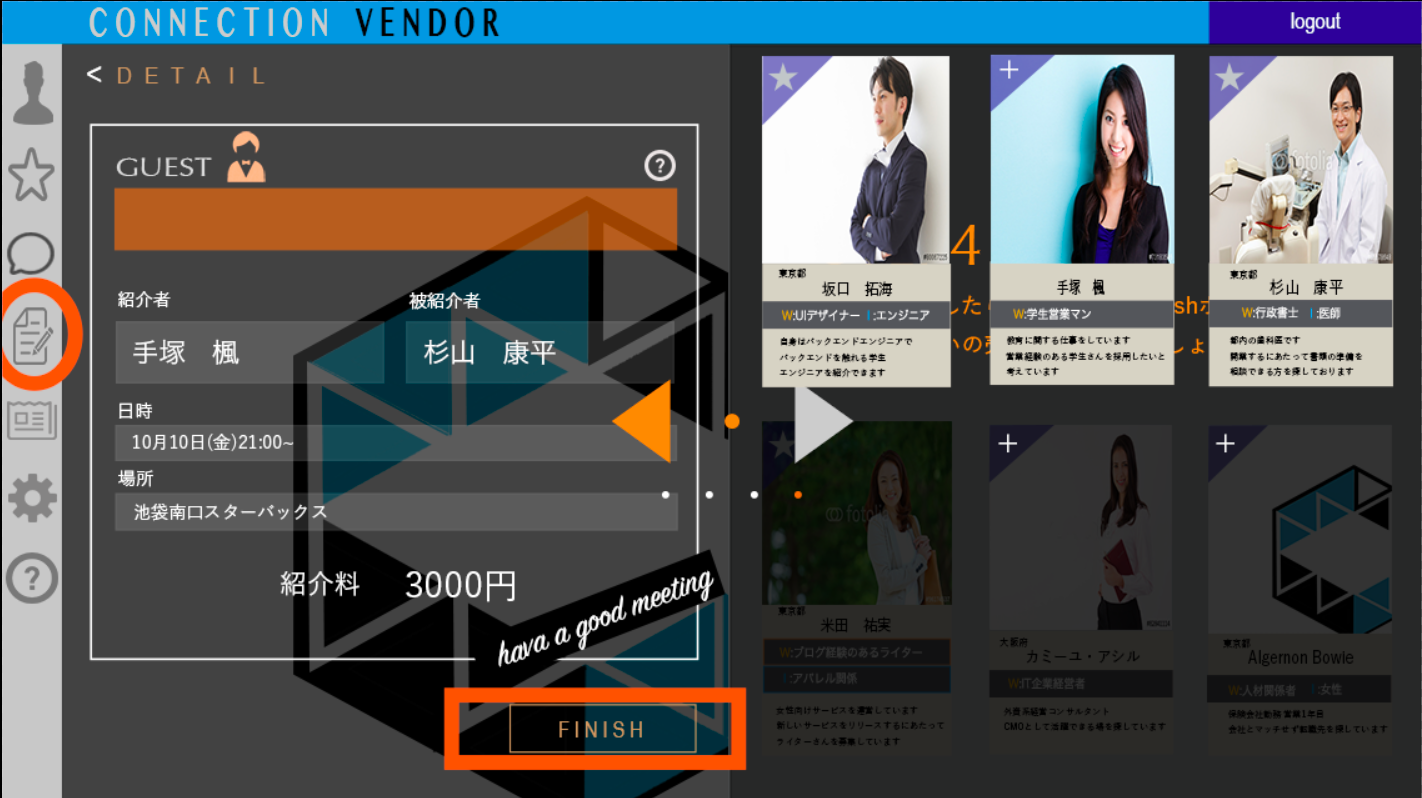 CONNECTION VENDOR
logout
< DETAIL
GUEST
?
紹介者
被紹介者
手塚 楓
杉山 康平
日時
10月10日(金)21:00~
場所
池袋南口スターバックス
紹介料 3000円
hava a good meeting
FINISH
?
東京都
坂口 拓海
W:UIデザイナー I:エンジニア
自身はバックエンドエンジニアで
バックエンドを触れる学生
エンジニアを紹介できます
手塚 楓
W:学生営業マン
教育に関する仕事をしています
営業経験のある学生さんを採用したいと
考えています
fotolia
東京都
杉山 康平
W:行政書士 I:医師
都内の歯科医です
開業するにあたって書類の準備を
相談できる方を探しております
4
した
sh
いの
しょ
fotolia
東京都
米田 祐実
W:ブログ経験のあるライター
I:アパレル関係
女性向けサービスを運営しています
新しいサービスをリリースするにあたって
ライターさんを募集しています
大阪府
カミーユ・アシル
W:IT企業経営者
外資系経営コンサルタント
CMOとして活躍できる場を探しています
東京都
Algernon Bowie
W:人材関係者 I:女性
保険会社勤務 営業1年目
会社とマッチせず転職先を探しています